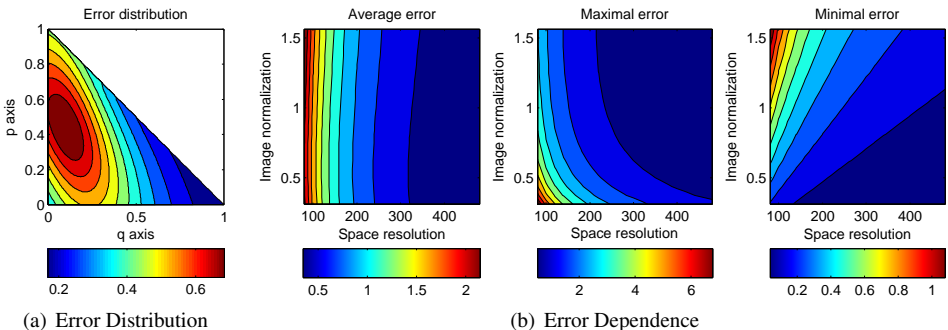 Error distribution
1
0.8
0.6
0.4
0.2
0
p axis
0 0.5 1
q axis
0.2 0.4 0.6
(a) Error Distribution
Average error
1.5
1
0.5
Image normalization
100 200 300 400
Space resolution
0.5 1 1.5 2
Maximal error
1.5
1
0.5
Image normalization
100 200 300 400
Space resolution
2 4 6
Minimal error
1.5
1
0.5
Image normalization
100 200 300 400
Space resolution
0.2 0.4 0.6 0.8 1
(b) Error Dependence